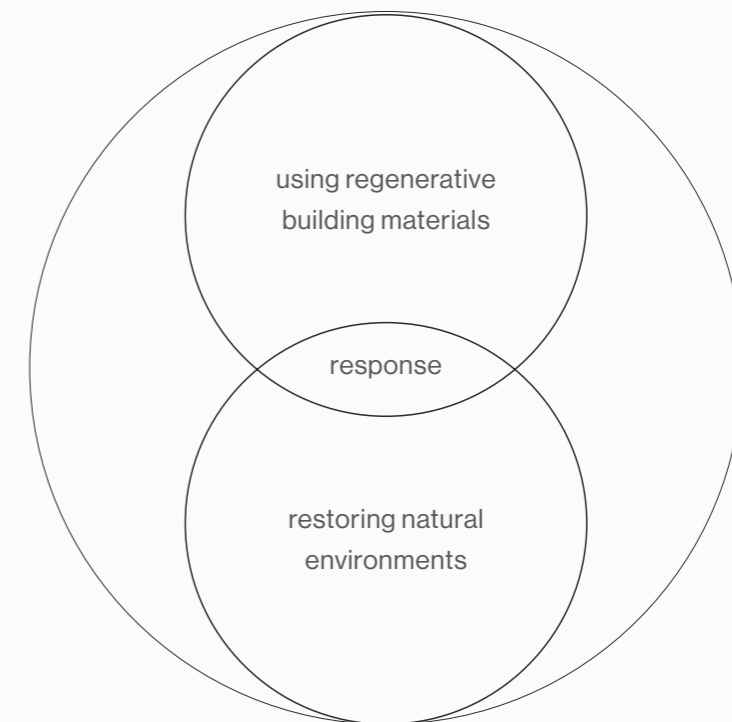 using regenerative
building materials
response
restoring natural
environments